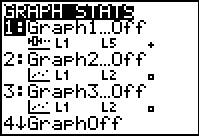 GRAPH STATS
1:Graph1...Off
L1 L5 +
2:Graph2...Off
L1 L2 ▫
3:Graph3...Off
L1 L2 ▫
4↓GraphOff